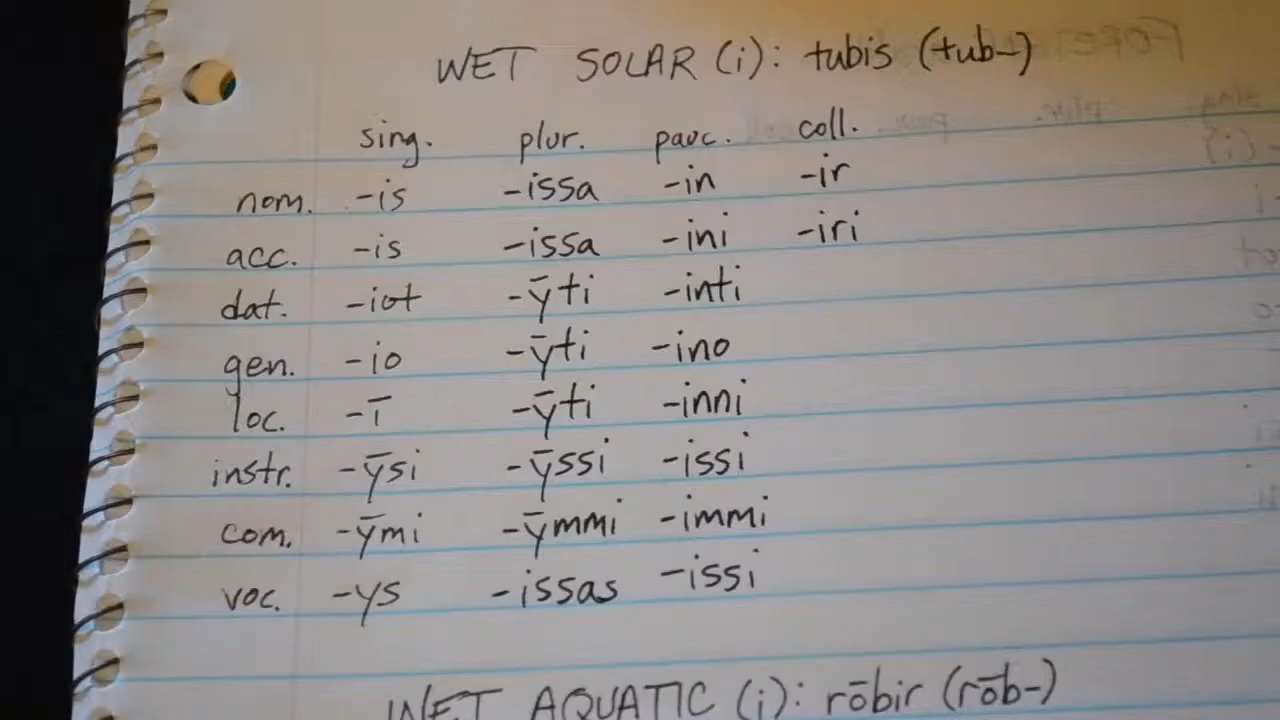 WET SOLAR (i): tubis (tub-)
sing. plur. pauc. coll.
nom. -is -issa -in -ir
acc. -is -issa -ini -iri
dat. -iot -ȳti -inti
gen. -io -ȳti -ino
loc. -ī -ȳti -inni
instr. -ȳsi -ȳssi -issi
com. -ȳmi -ȳmmi -immi
voc. -ys -issas -issi
WET AQUATIC (i): rōbir (rōb-)